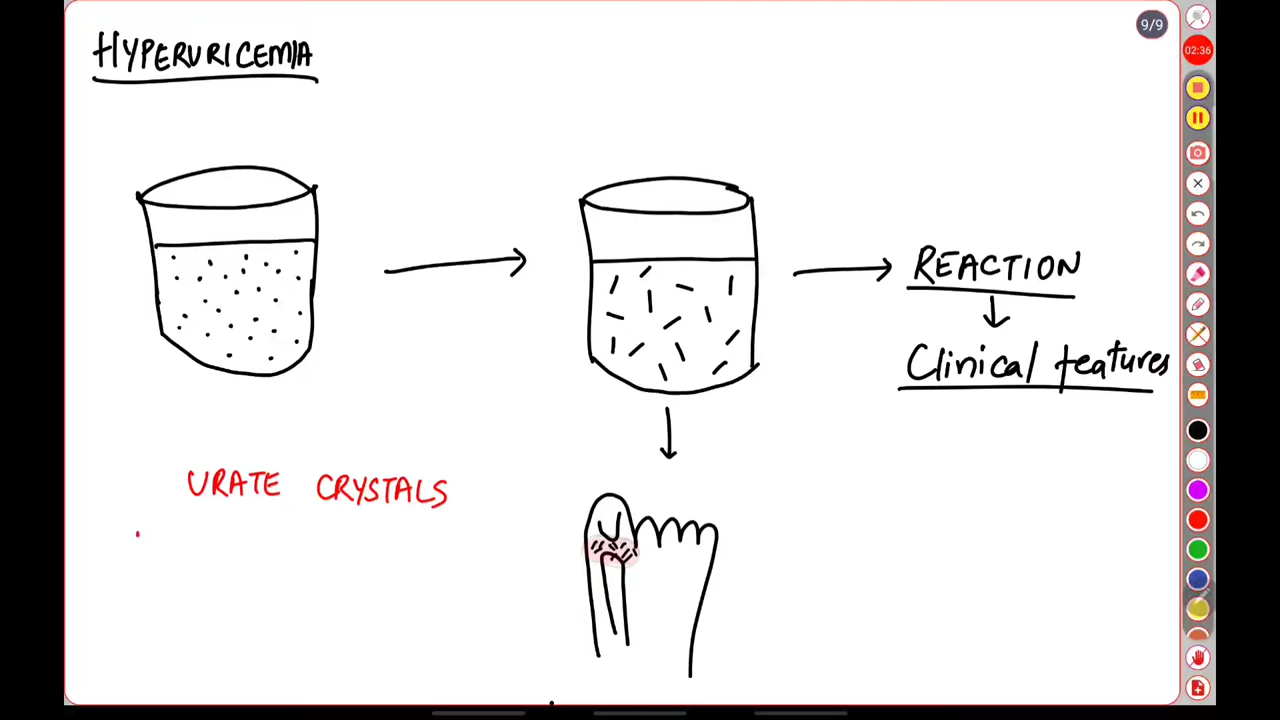 9/9
HYPERURICEMIA
02:36
REACTION
Clinical features
URATE CRYSTALS